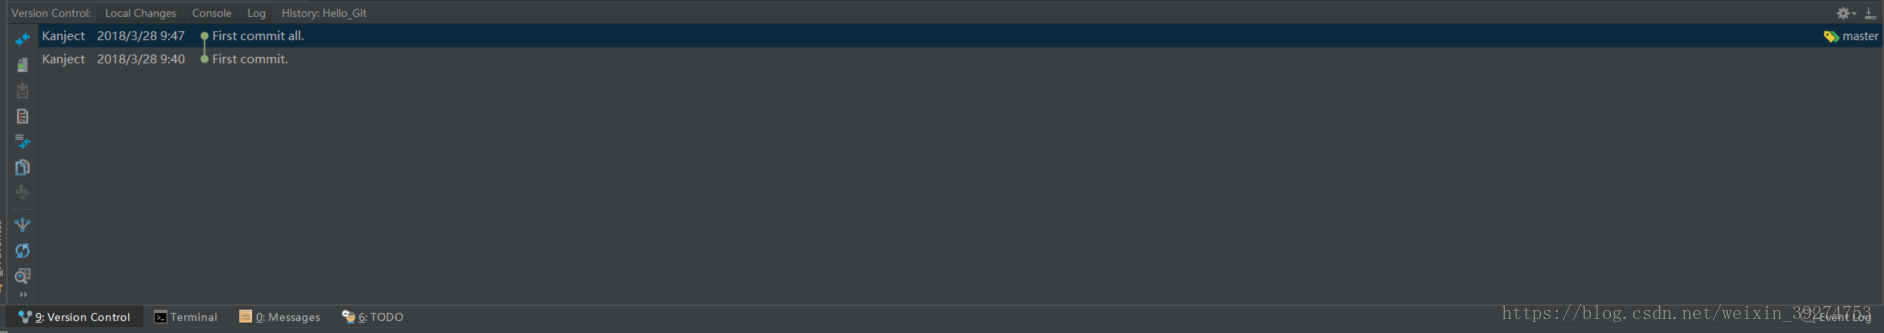 Version Control: Local Changes Console Log History: Hello_Git
Kanject 2018/3/28 9:47 First commit all. master
Kanject 2018/3/28 9:40 First commit.
9: Version Control Terminal 0: Messages 6: TODO Event Log
https://blog.csdn.net/weixin_39274753